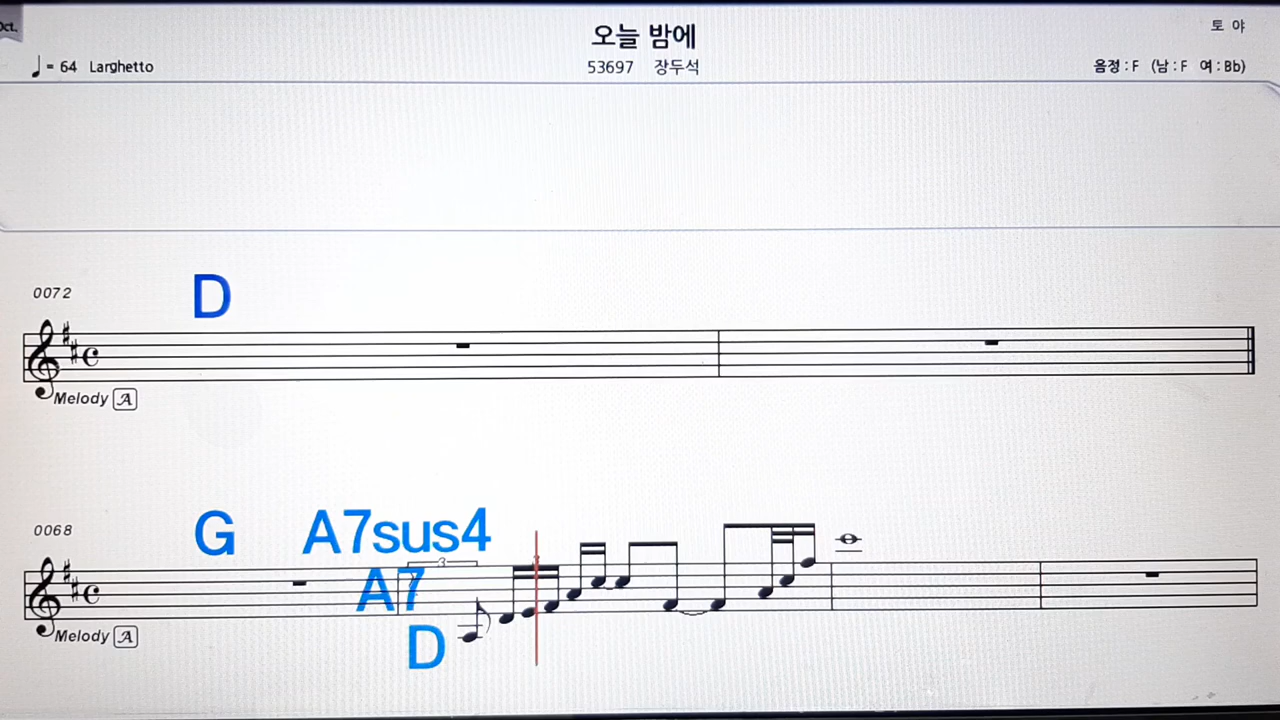 Oct.
오늘 밤에
토 야
♩= 64 Larghetto
53697 장두석
음정 : F (남 : F 여 : Bb)
0072
D
Melody A
0068
G A7sus4
3
A7
D
Melody A